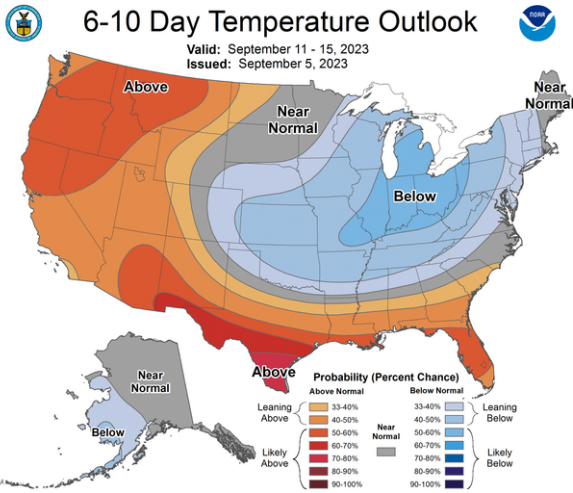 6-10 Day Temperature Outlook
NOAA
Valid: September 11 - 15, 2023
Issued: September 5, 2023
Above
Near
Normal
Near
Normal
Below
Above
Near
Normal
Below
Probability (Percent Chance)
Above Normal
Below Normal
Leaning
Above
33-40%
40-50%
Likely
Above
50-60%
60-70%
70-80%
80-90%
90-100%
Near
Normal
33-40%
40-50%
Leaning
Below
50-60%
60-70%
70-80%
80-90%
90-100%
Likely
Below